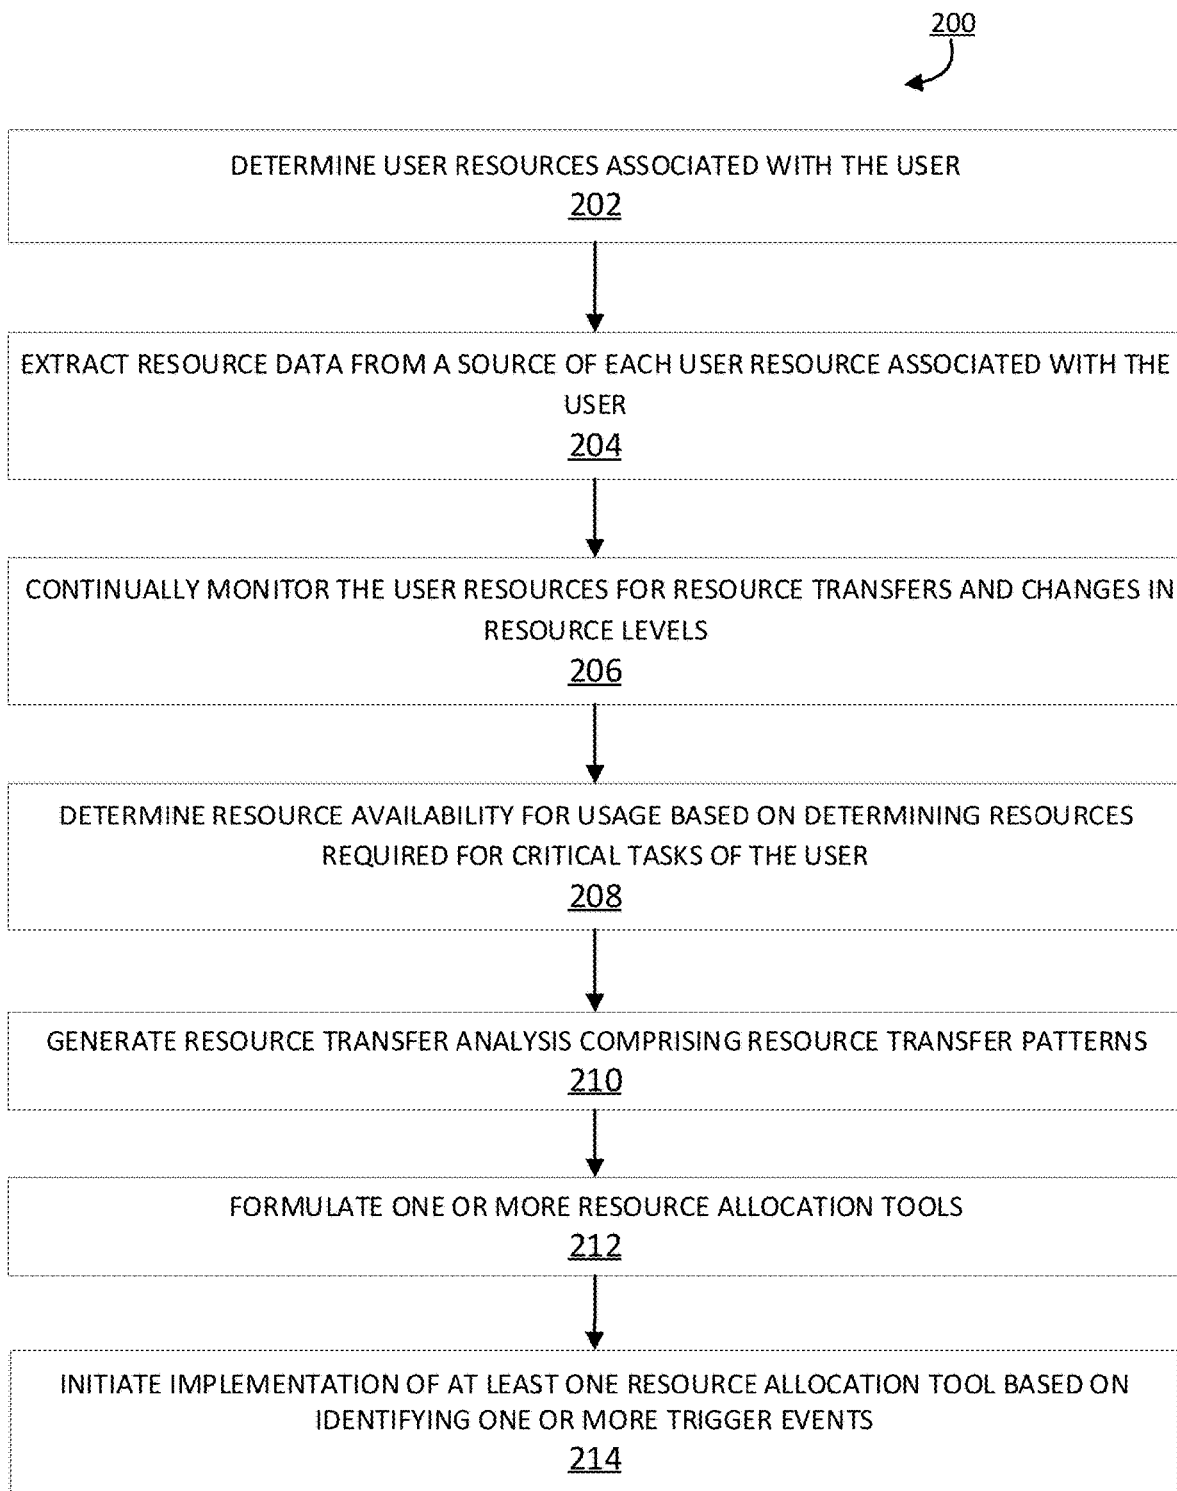 200
DETERMINE USER RESOURCES ASSOCIATED WITH THE USER
202
EXTRACT RESOURCE DATA FROM A SOURCE OF EACH USER RESOURCE ASSOCIATED WITH THE
USER
204
CONTINUALLY MONITOR THE USER RESOURCES FOR RESOURCE TRANSFERS AND CHANGES IN
RESOURCE LEVELS
206
DETERMINE RESOURCE AVAILABILITY FOR USAGE BASED ON DETERMINING RESOURCES
REQUIRED FOR CRITICAL TASKS OF THE USER
208
GENERATE RESOURCE TRANSFER ANALYSIS COMPRISING RESOURCE TRANSFER PATTERNS
210
FORMULATE ONE OR MORE RESOURCE ALLOCATION TOOLS
212
INITIATE IMPLEMENTATION OF AT LEAST ONE RESOURCE ALLOCATION TOOL BASED ON
IDENTIFYING ONE OR MORE TRIGGER EVENTS
214